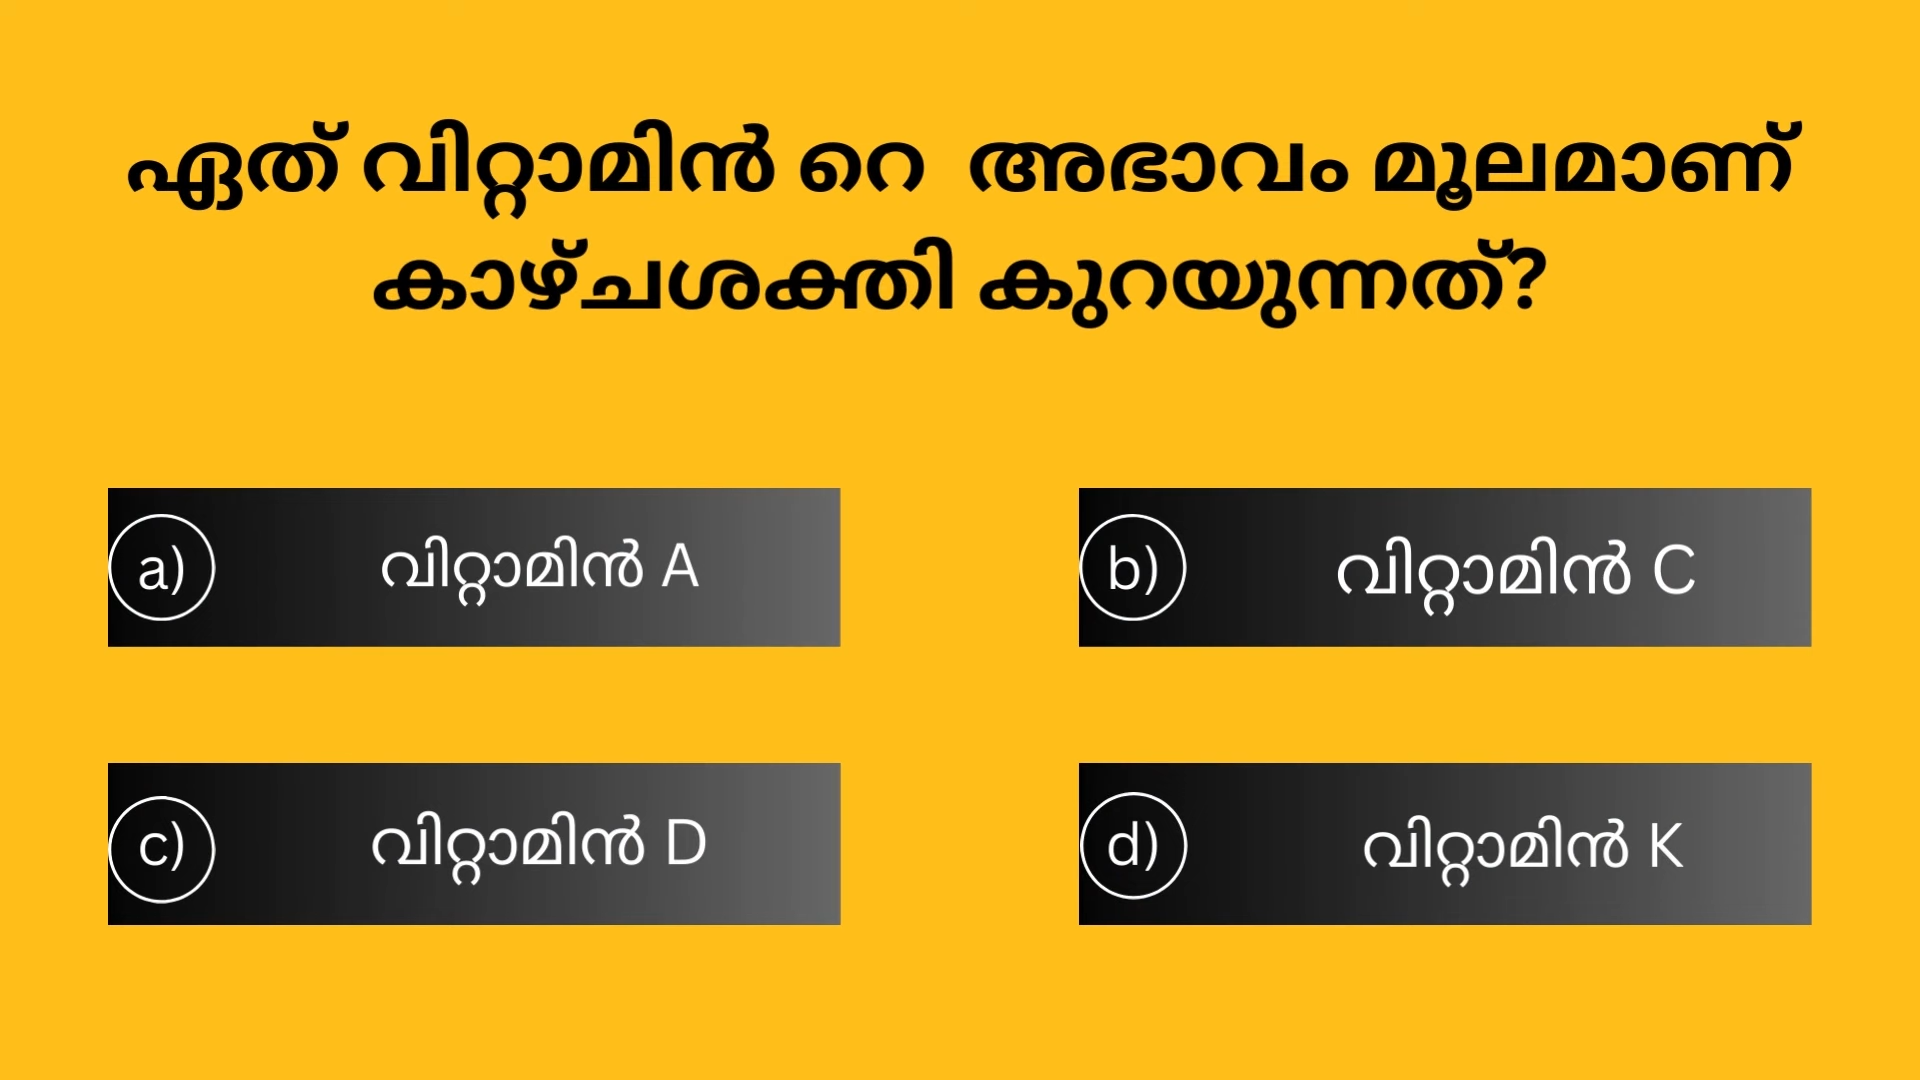 ഏത് വിറ്റാമിൻ റെ അഭാവം മൂലമാണ്
കാഴ്ചശക്തി കുറയുന്നത്?
a) വിറ്റാമിൻ A
b) വിറ്റാമിൻ C
c) വിറ്റാമിൻ D
d) വിറ്റാമിൻ K